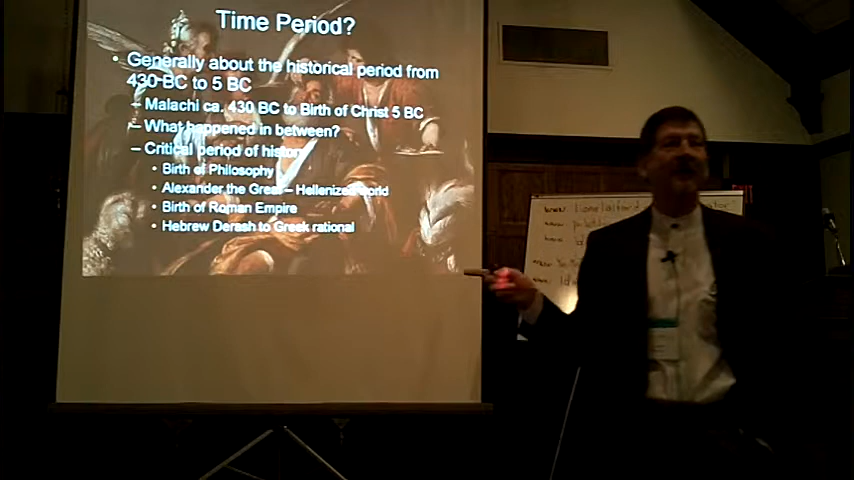 Time Period?
• Generally about the historical period from
430 BC to 5 BC
– Malachi ca. 430 BC to Birth of Christ 5 BC
– What happened in between?
– Critical period of history
• Birth of Philosophy
• Alexander the Great – Hellenized world
• Birth of Roman Empire
• Hebrew Derash to Greek rational